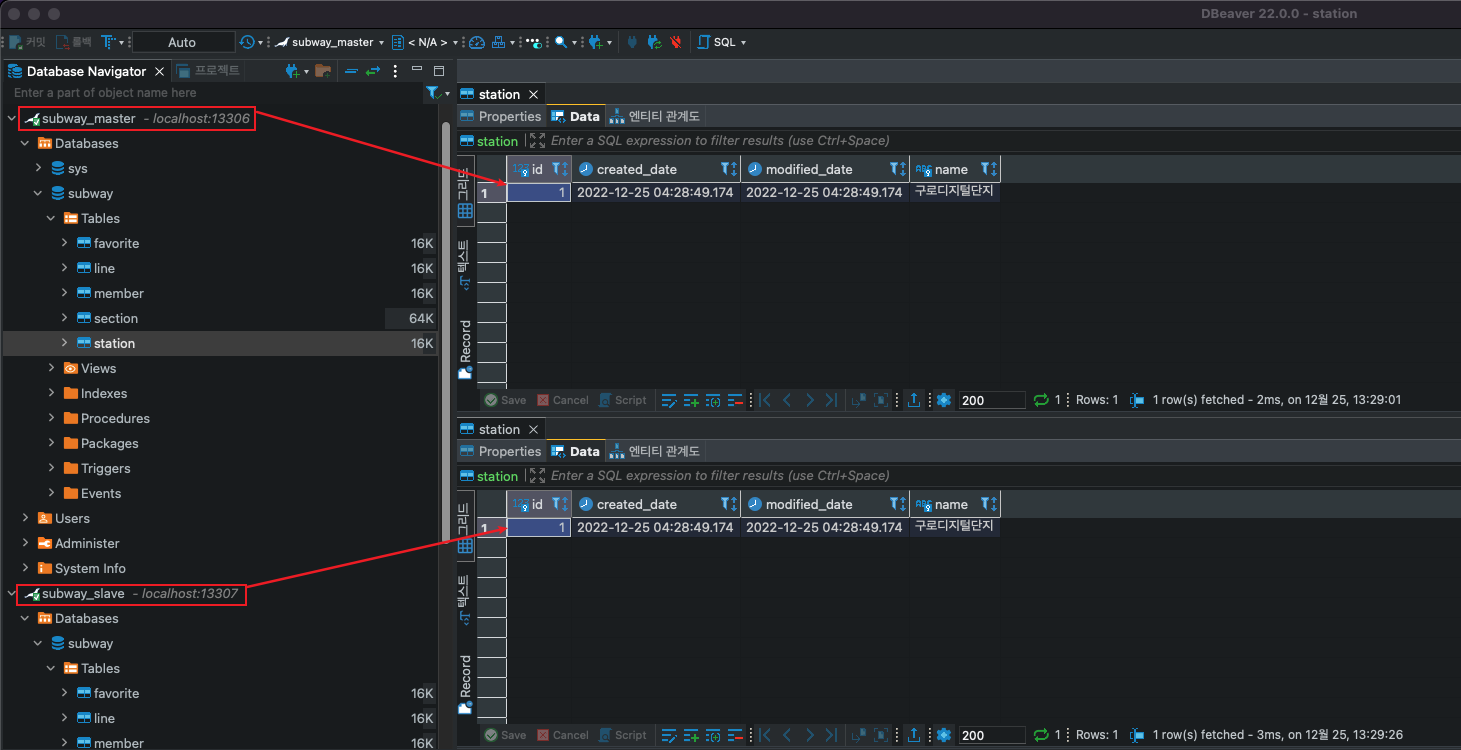 DBeaver 22.0.0 - station
커밋 롤백 Auto subway_master < N/A > SQL
Database Navigator 프로젝트
Enter a part of object name here
subway_master - localhost:13306
Databases
sys
subway
Tables
favorite 16K
line 16K
member 16K
section 64K
station 16K
Views
Indexes
Procedures
Packages
Triggers
Events
Users
Administer
System Info
subway_slave - localhost:13307
Databases
subway
Tables
favorite 16K
line 16K
member 16K
station
Properties Data 엔티티 관계도
station Enter a SQL expression to filter results (use Ctrl+Space)
그리드
텍스트
Record
123 id created_date modified_date ABC name
1 1 2022-12-25 04:28:49.174 2022-12-25 04:28:49.174 구로디지털단지
Save Cancel Script 200 1 Rows: 1 1 row(s) fetched - 2ms, on 12월 25, 13:29:01
station
Properties Data 엔티티 관계도
station Enter a SQL expression to filter results (use Ctrl+Space)
그리드
텍스트
Record
123 id created_date modified_date ABC name
1 1 2022-12-25 04:28:49.174 2022-12-25 04:28:49.174 구로디지털단지
Save Cancel Script 200 1 Rows: 1 1 row(s) fetched - 3ms, on 12월 25, 13:29:26